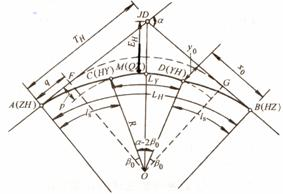 JD
α
T_H
E_H
y_0
q
x_0
F
C(HY)
M(QZ)
D(YH)
G
A(ZH)
p
L_Y
L_H
B(HZ)
l_s
l_s
R
α-2β_0
β_0
β_0
O